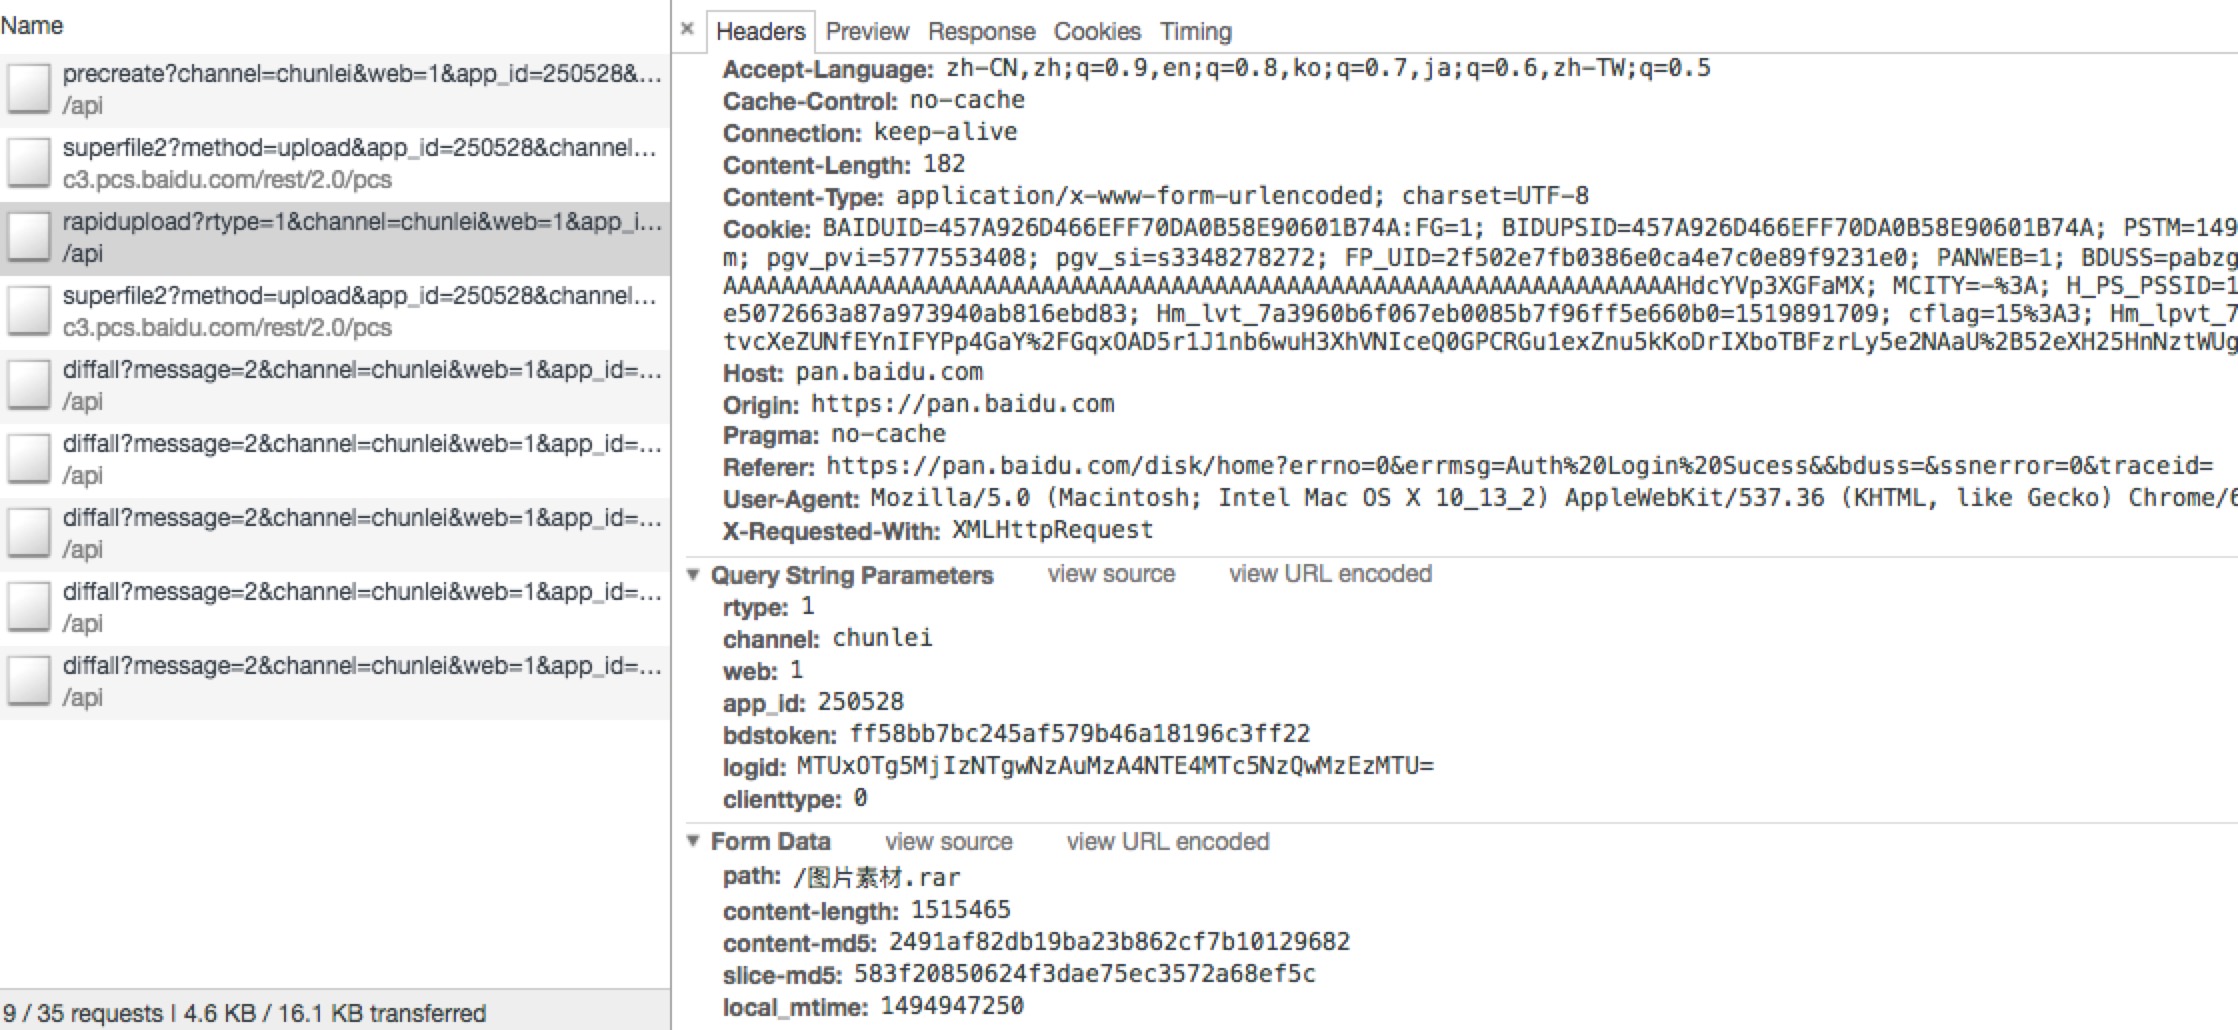 Name
precreate?channel=chunlei&web=1&app_id=250528&...
/api
superfile2?method=upload&app_id=250528&channel...
c3.pcs.baidu.com/rest/2.0/pcs
rapidupload?rtype=1&channel=chunlei&web=1&app_i...
/api
superfile2?method=upload&app_id=250528&channel...
c3.pcs.baidu.com/rest/2.0/pcs
diffall?message=2&channel=chunlei&web=1&app_id=...
/api
diffall?message=2&channel=chunlei&web=1&app_id=...
/api
diffall?message=2&channel=chunlei&web=1&app_id=...
/api
diffall?message=2&channel=chunlei&web=1&app_id=...
/api
diffall?message=2&channel=chunlei&web=1&app_id=...
/api
9 / 35 requests | 4.6 KB / 16.1 KB transferred
× Headers Preview Response Cookies Timing
Accept-Language: zh-CN,zh;q=0.9,en;q=0.8,ko;q=0.7,ja;q=0.6,zh-TW;q=0.5
Cache-Control: no-cache
Connection: keep-alive
Content-Length: 182
Content-Type: application/x-www-form-urlencoded; charset=UTF-8
Cookie: BAIDUID=457A926D466EFF70DA0B58E90601B74A:FG=1; BIDUPSID=457A926D466EFF70DA0B58E90601B74A; PSTM=149
m; pgv_pvi=5777553408; pgv_si=s3348278272; FP_UID=2f502e7fb0386e0ca4e7c0e89f9231e0; PANWEB=1; BDUSS=pabzg
AAAAAAAAAAAAAAAAAAAAAAAAAAAAAAAAAAAAAAAAAAAAAAAAAAAAAAAAAAAAAAAAAAHdcYVp3XGFaMX; MCITY=-%3A; H_PS_PSSID=1
e5072663a87a973940ab816ebd83; Hm_lvt_7a3960b6f067eb0085b7f96ff5e660b0=1519891709; cflag=15%3A3; Hm_lpvt_7
tvcXeZUNfEYnIFYPp4GaY%2FGqxOAD5r1J1nb6wuH3XhVNIceQ0GPCRGu1exZnu5kKoDrIXboTBFzrLy5e2NAaU%2B52eXH25HnNztWUg
Host: pan.baidu.com
Origin: https://pan.baidu.com
Pragma: no-cache
Referer: https://pan.baidu.com/disk/home?errno=0&errmsg=Auth%20Login%20Sucess&&bduss=&ssnerror=0&traceid=
User-Agent: Mozilla/5.0 (Macintosh; Intel Mac OS X 10_13_2) AppleWebKit/537.36 (KHTML, like Gecko) Chrome/6
X-Requested-With: XMLHttpRequest
▼ Query String Parameters view source view URL encoded
rtype: 1
channel: chunlei
web: 1
app_id: 250528
bdstoken: ff58bb7bc245af579b46a18196c3ff22
logid: MTUxOTg5MjIzNTgwNzAuMzA4NTE4MTc5NzQwMzEzMTU=
clienttype: 0
▼ Form Data view source view URL encoded
path: /图片素材.rar
content-length: 1515465
content-md5: 2491af82db19ba23b862cf7b10129682
slice-md5: 583f20850624f3dae75ec3572a68ef5c
local_mtime: 1494947250